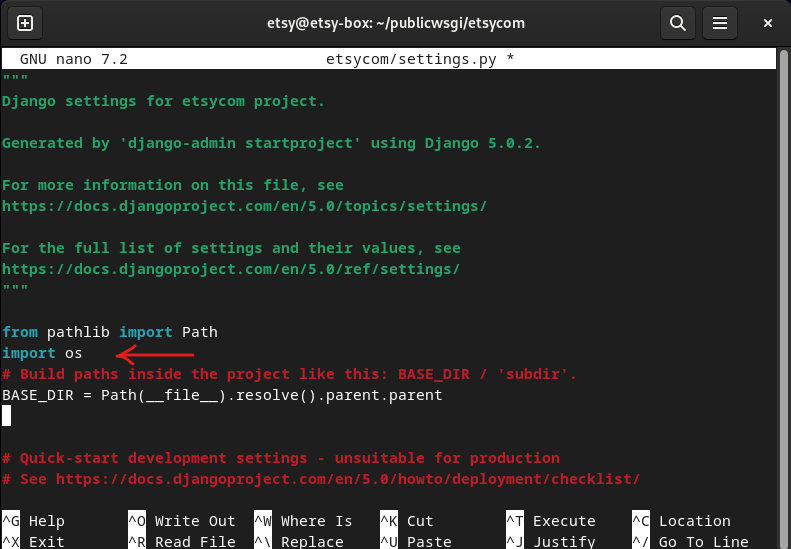 etsy@etsy-box: ~/publicwsgi/etsycom
GNU nano 7.2 etsycom/settings.py *
"""
Django settings for etsycom project.
Generated by 'django-admin startproject' using Django 5.0.2.
For more information on this file, see
https://docs.djangoproject.com/en/5.0/topics/settings/
For the full list of settings and their values, see
https://docs.djangoproject.com/en/5.0/ref/settings/
"""
from pathlib import Path
import os
# Build paths inside the project like this: BASE_DIR / 'subdir'.
BASE_DIR = Path(__file__).resolve().parent.parent
# Quick-start development settings - unsuitable for production
# See https://docs.djangoproject.com/en/5.0/howto/deployment/checklist/
^G Help ^O Write Out ^W Where Is ^K Cut ^T Execute ^C Location
^X Exit ^R Read File ^\ Replace ^U Paste ^J Justify ^/ Go To Line